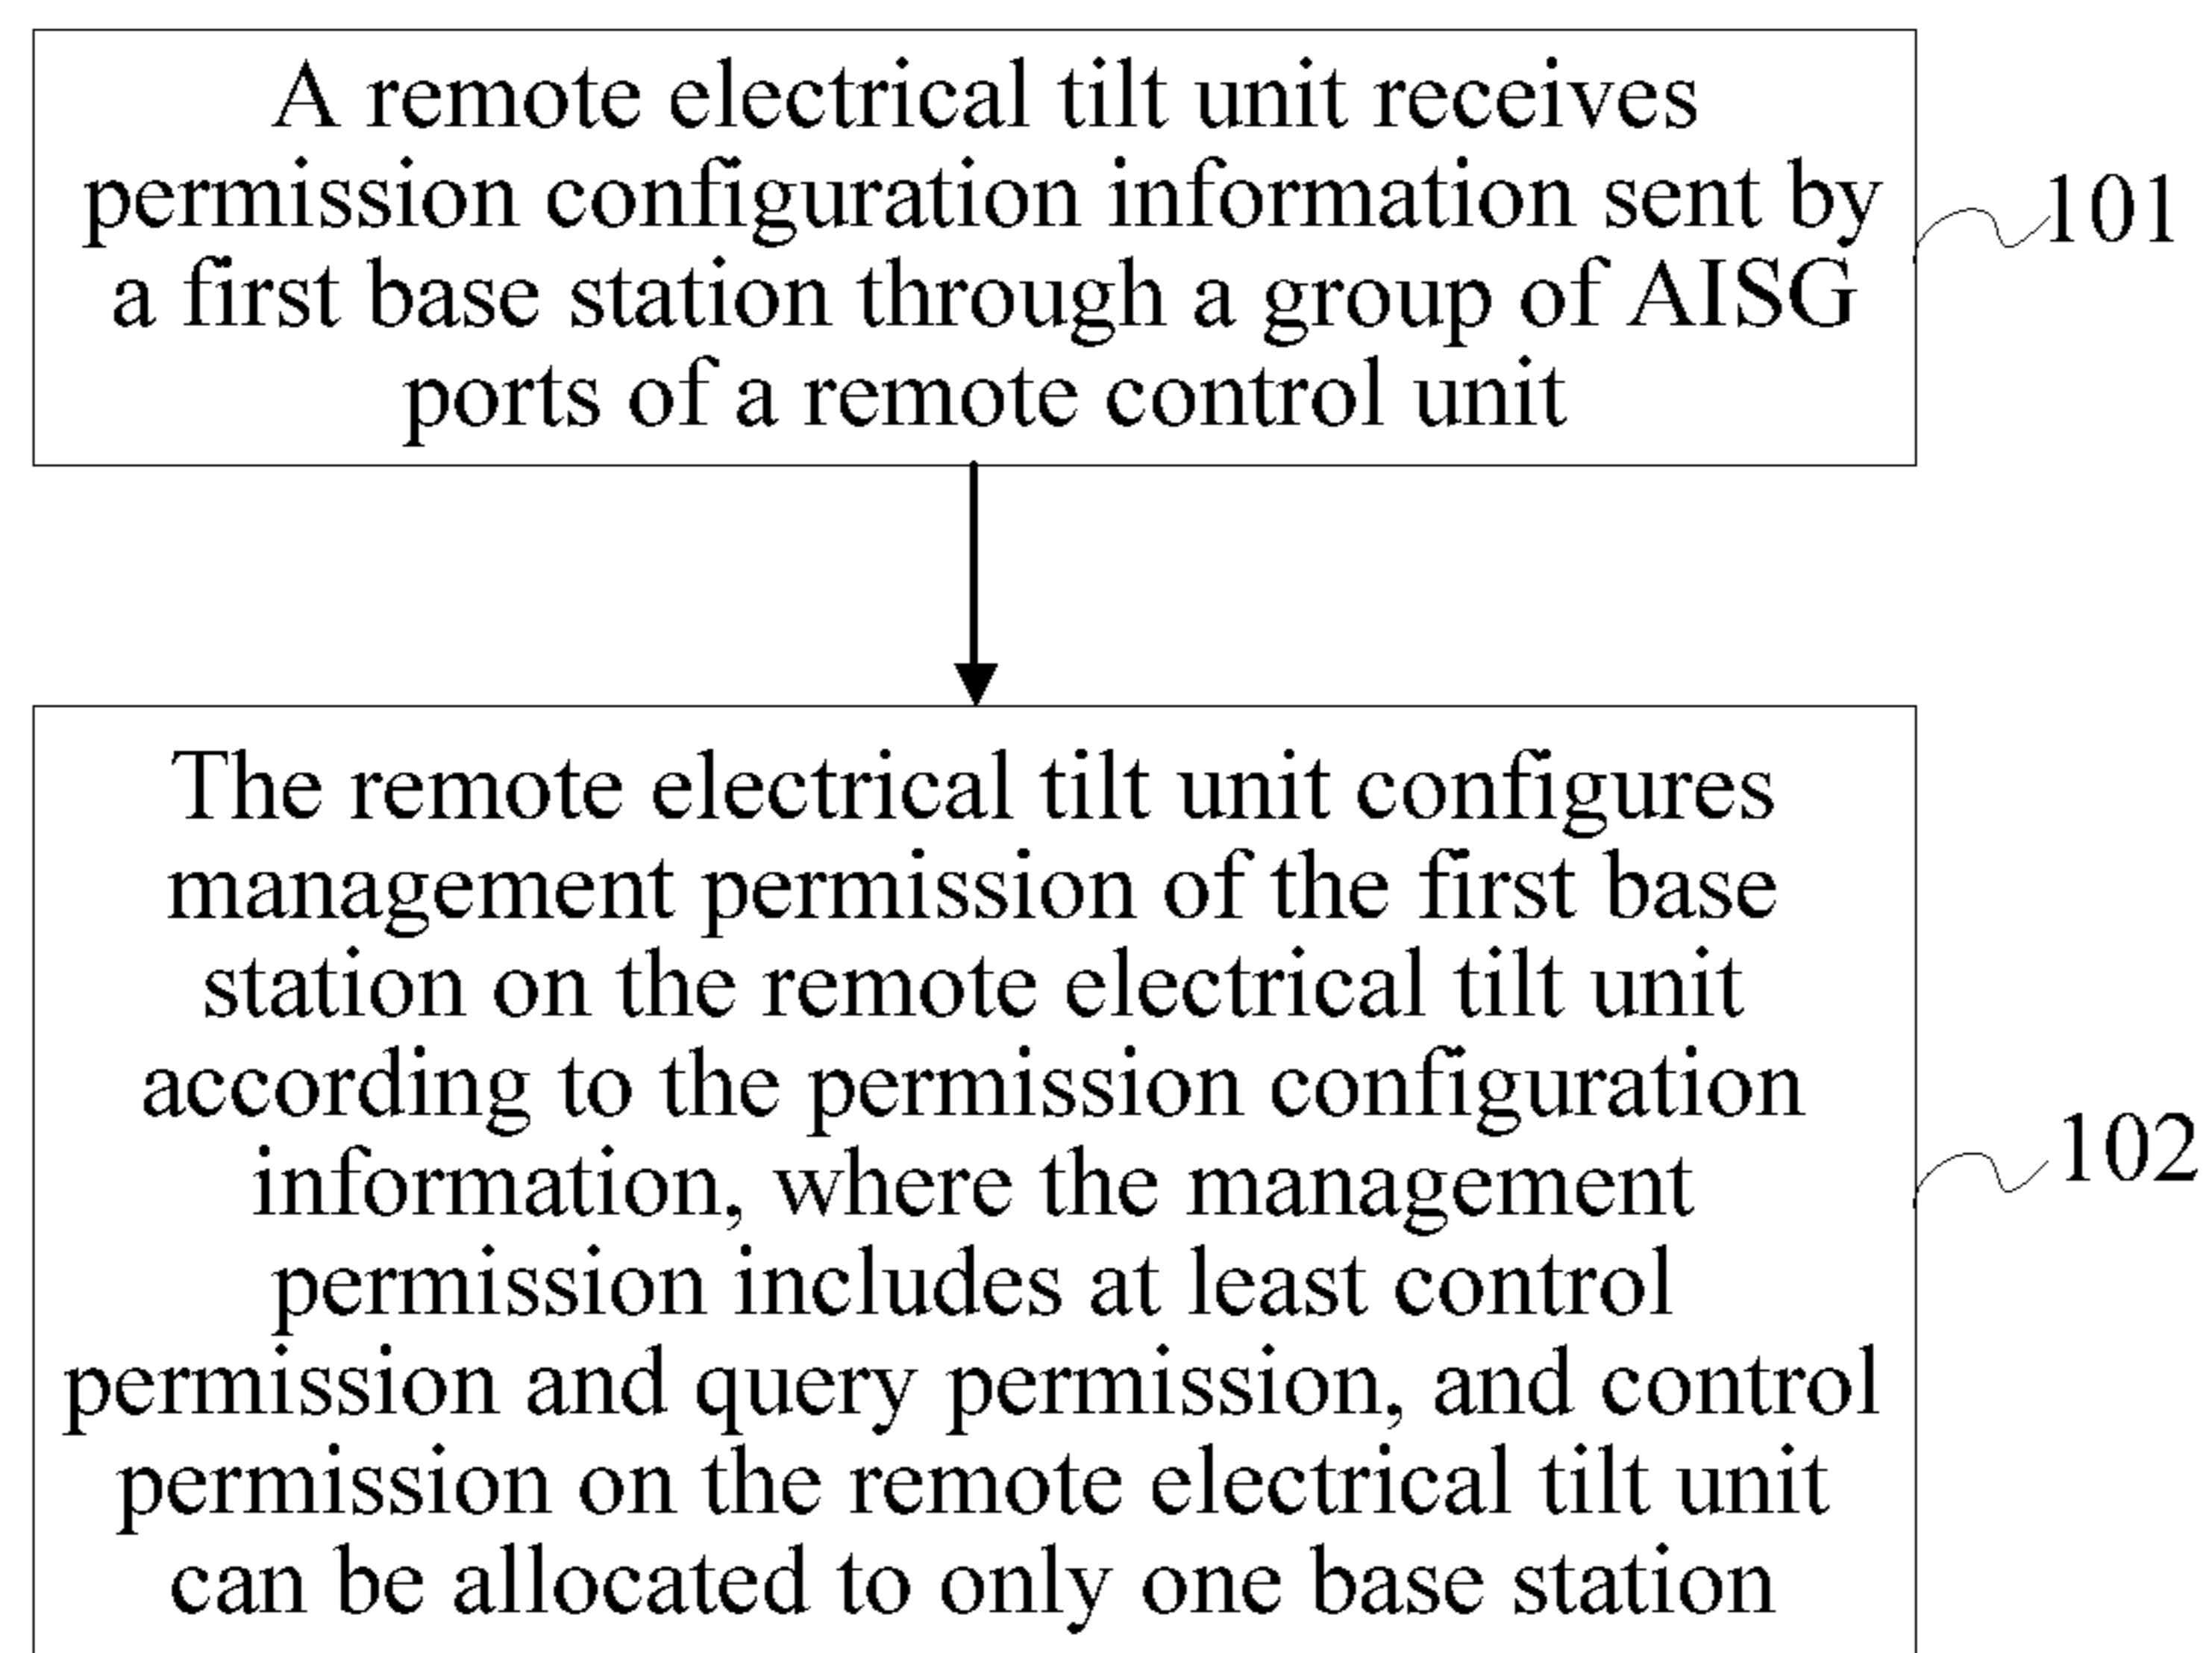 A remote electrical tilt unit receives
permission configuration information sent by
a first base station through a group of AISG
ports of a remote control unit
101
The remote electrical tilt unit configures
management permission of the first base
station on the remote electrical tilt unit
according to the permission configuration
information, where the management
permission includes at least control
permission and query permission, and control
permission on the remote electrical tilt unit
can be allocated to only one base station
102